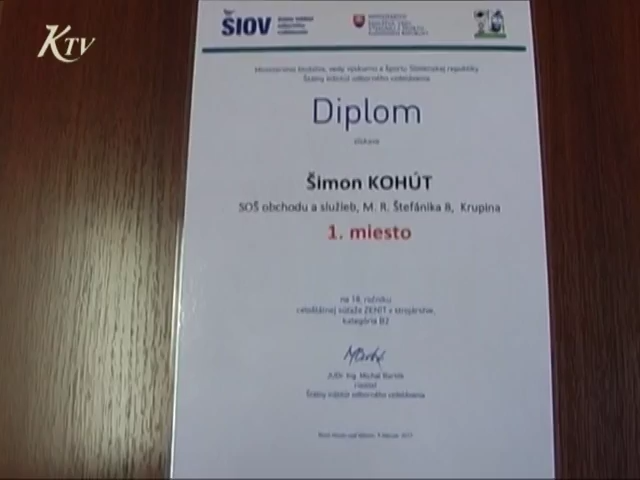 KTV
ŠIOV
Ministerstvo školstva, vedy, výskumu a športu Slovenskej republiky
Štátny inštitút odborného vzdelávania
Diplom
získava
Šimon KOHÚT
SOŠ obchodu a služieb, M. R. Štefánika 8, Krupina
1. miesto
na 18. ročníku
celoštátnej súťaže ZENIT v strojárstve,
kategória B2
JUDr. Ing. Michal
riaditeľ
Štátny inštitút odborného vzdelávania